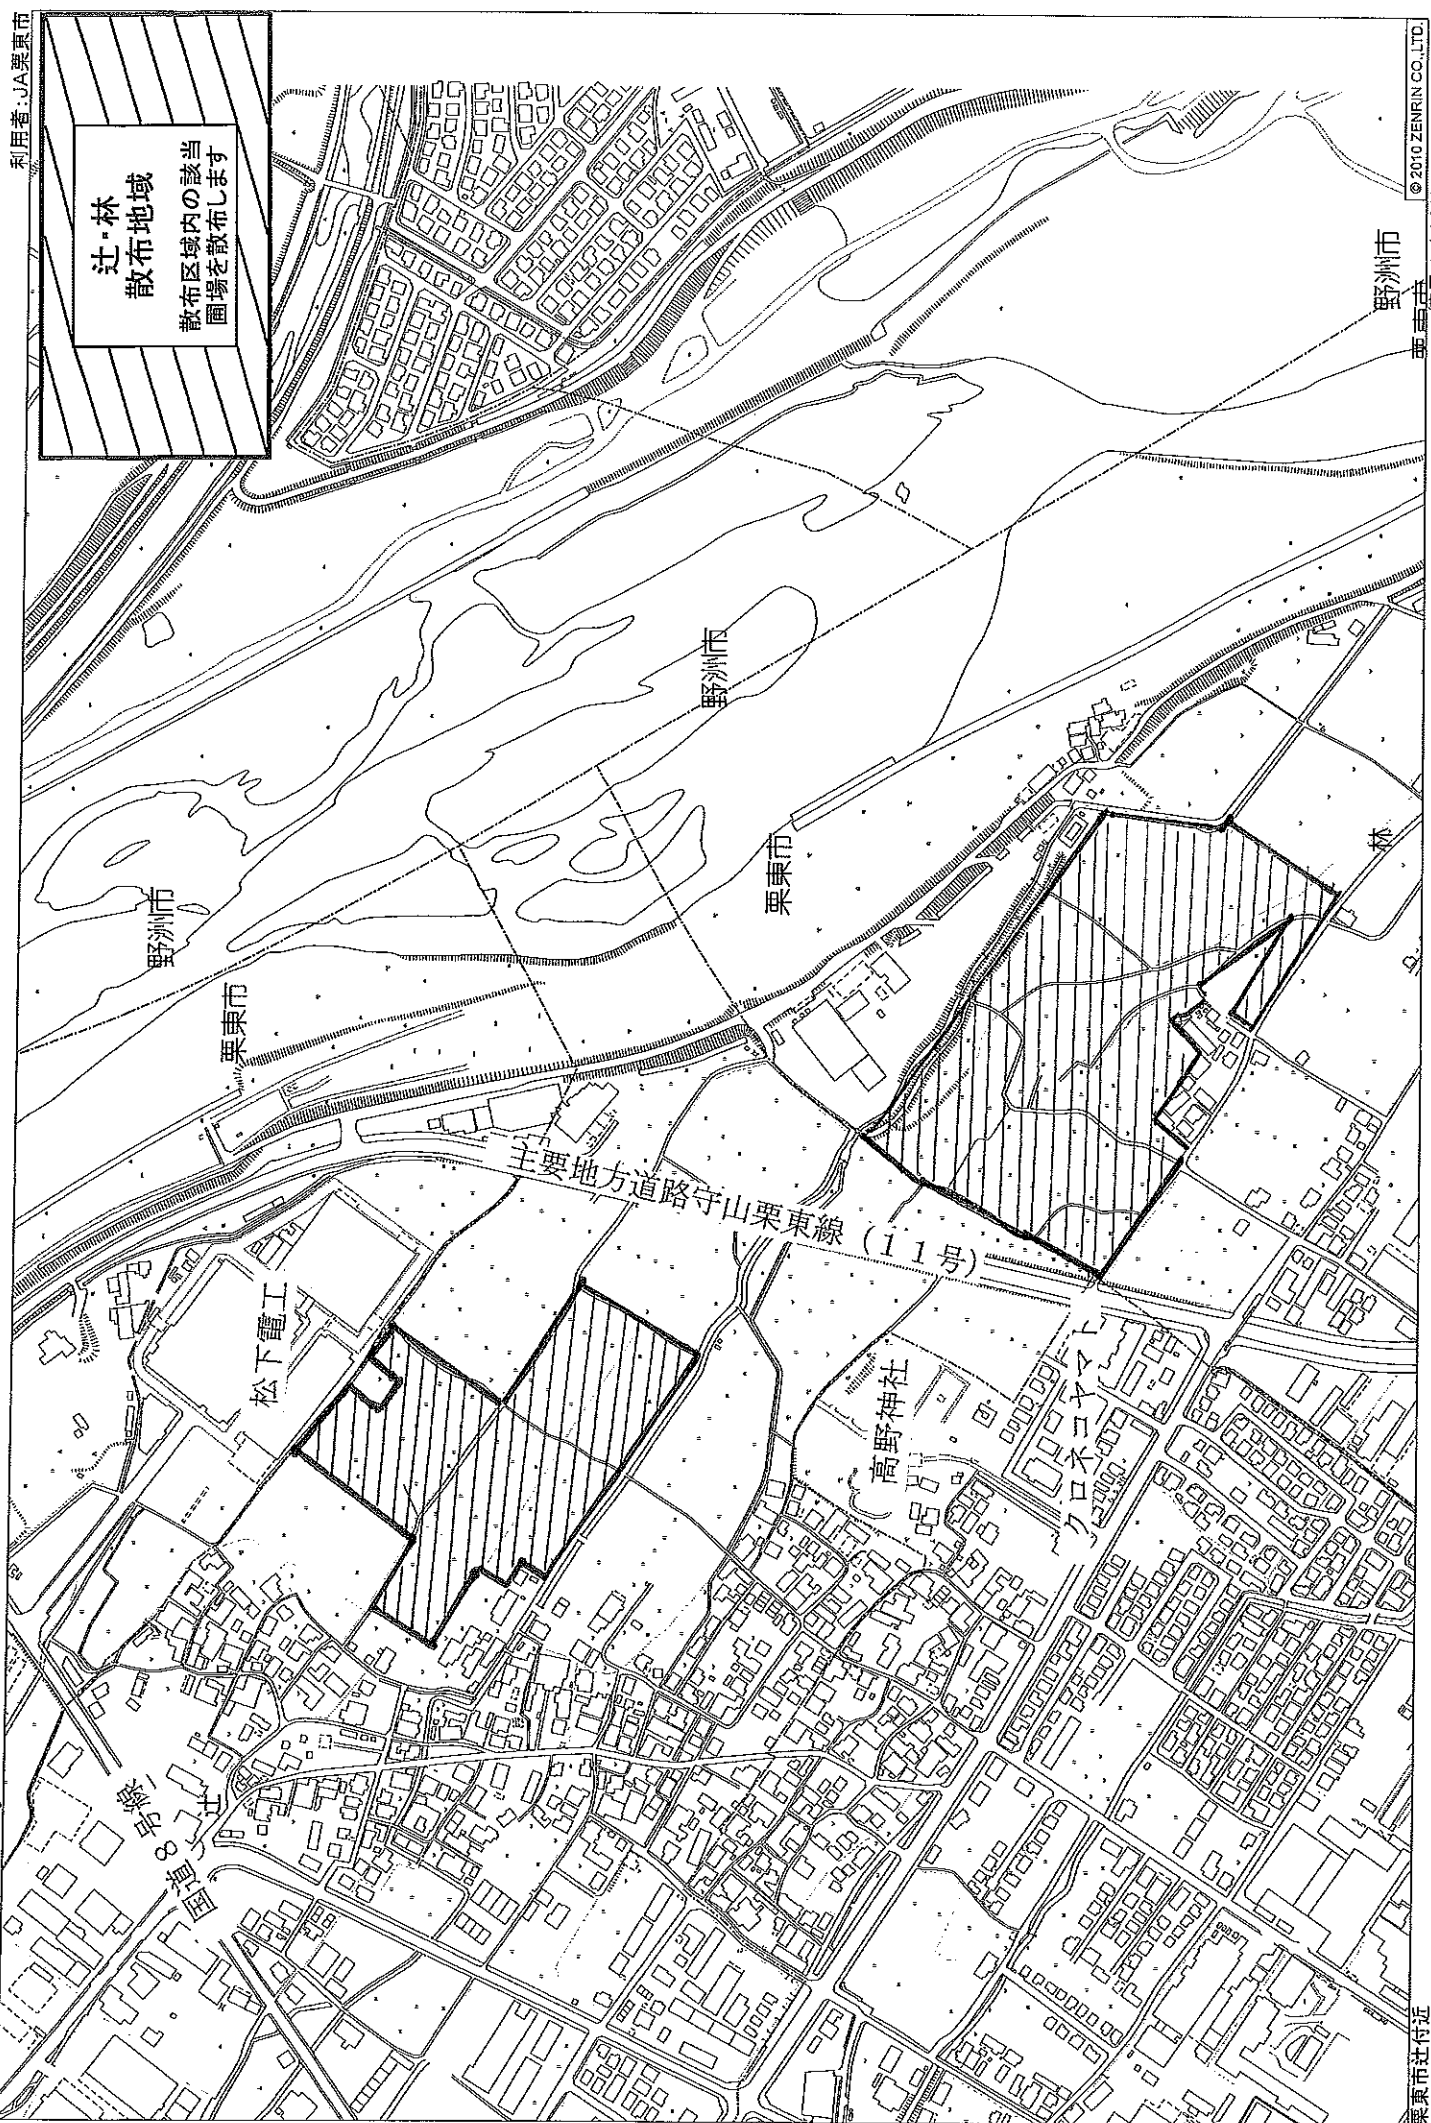 利用者:JA栗東市
辻・林
散布地域
散布区域内の該当
圃場を散布します
野洲市
栗東市
野洲市
栗東市
野洲市
栗東市
松下電工
主要地方道路守山栗東線(11号)
高野神社
クロネコヤマト
林
国道8号線
辻
栗東市辻付近
© 2010 ZENRIN CO.,LTD.